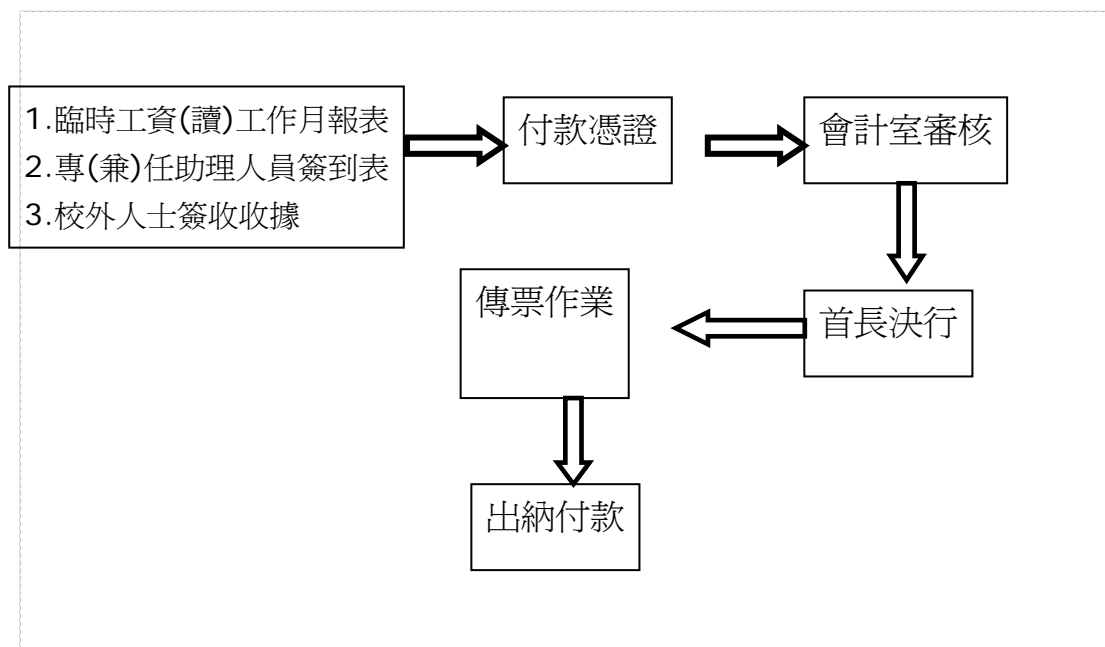 1.臨時工資(讀)工作月報表
2.專(兼)任助理人員簽到表
3.校外人士簽收收據
付款憑證
會計室審核
首長決行
傳票作業
出納付款